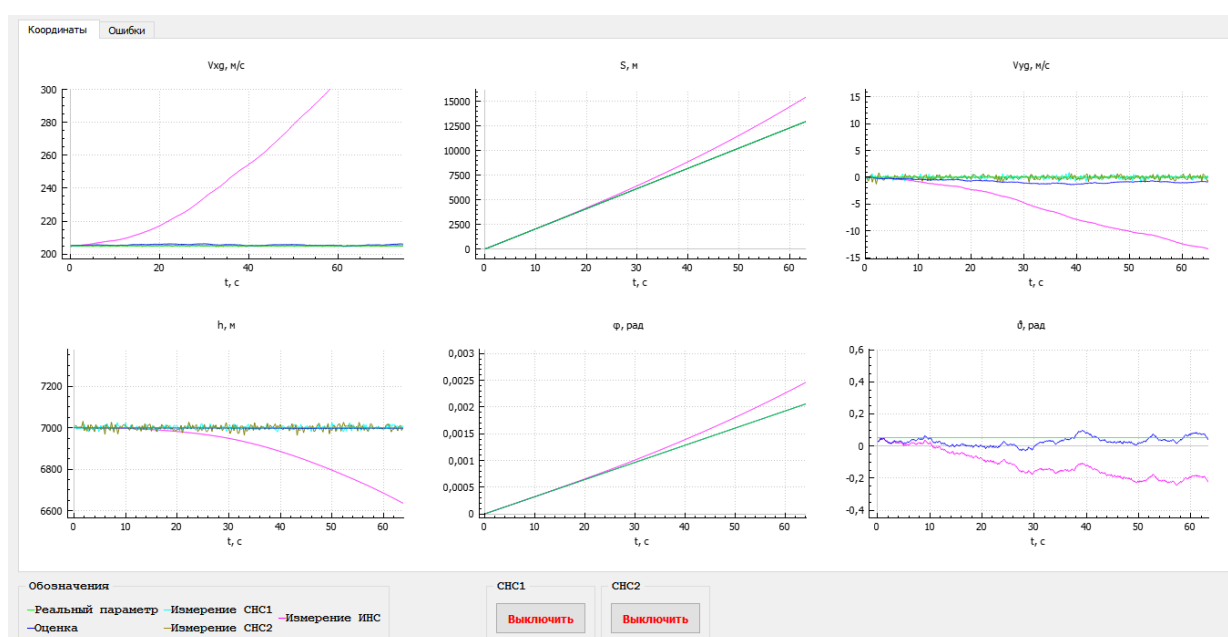 Координаты Ошибки
Vxg, м/с
300
280
260
240
220
200
0 20 40 60
t, с
S, м
15000
12500
10000
7500
5000
2500
0
0 10 20 30 40 50 60
t, с
Vyg, м/с
15
10
5
0
-5
-10
-15
0 10 20 30 40 50 60
t, с
h, м
7200
7000
6800
6600
0 10 20 30 40 50 60
t, с
φ, рад
0,003
0,0025
0,002
0,0015
0,001
0,0005
0
0 10 20 30 40 50 60
t, с
ϑ, рад
0,6
0,4
0,2
0
-0,2
-0,4
0 10 20 30 40 50 60
t, с
Обозначения
Реальный параметр
Оценка
Измерение СНС1
Измерение СНС2
Измерение ИНС
СНС1
Выключить
СНС2
Выключить